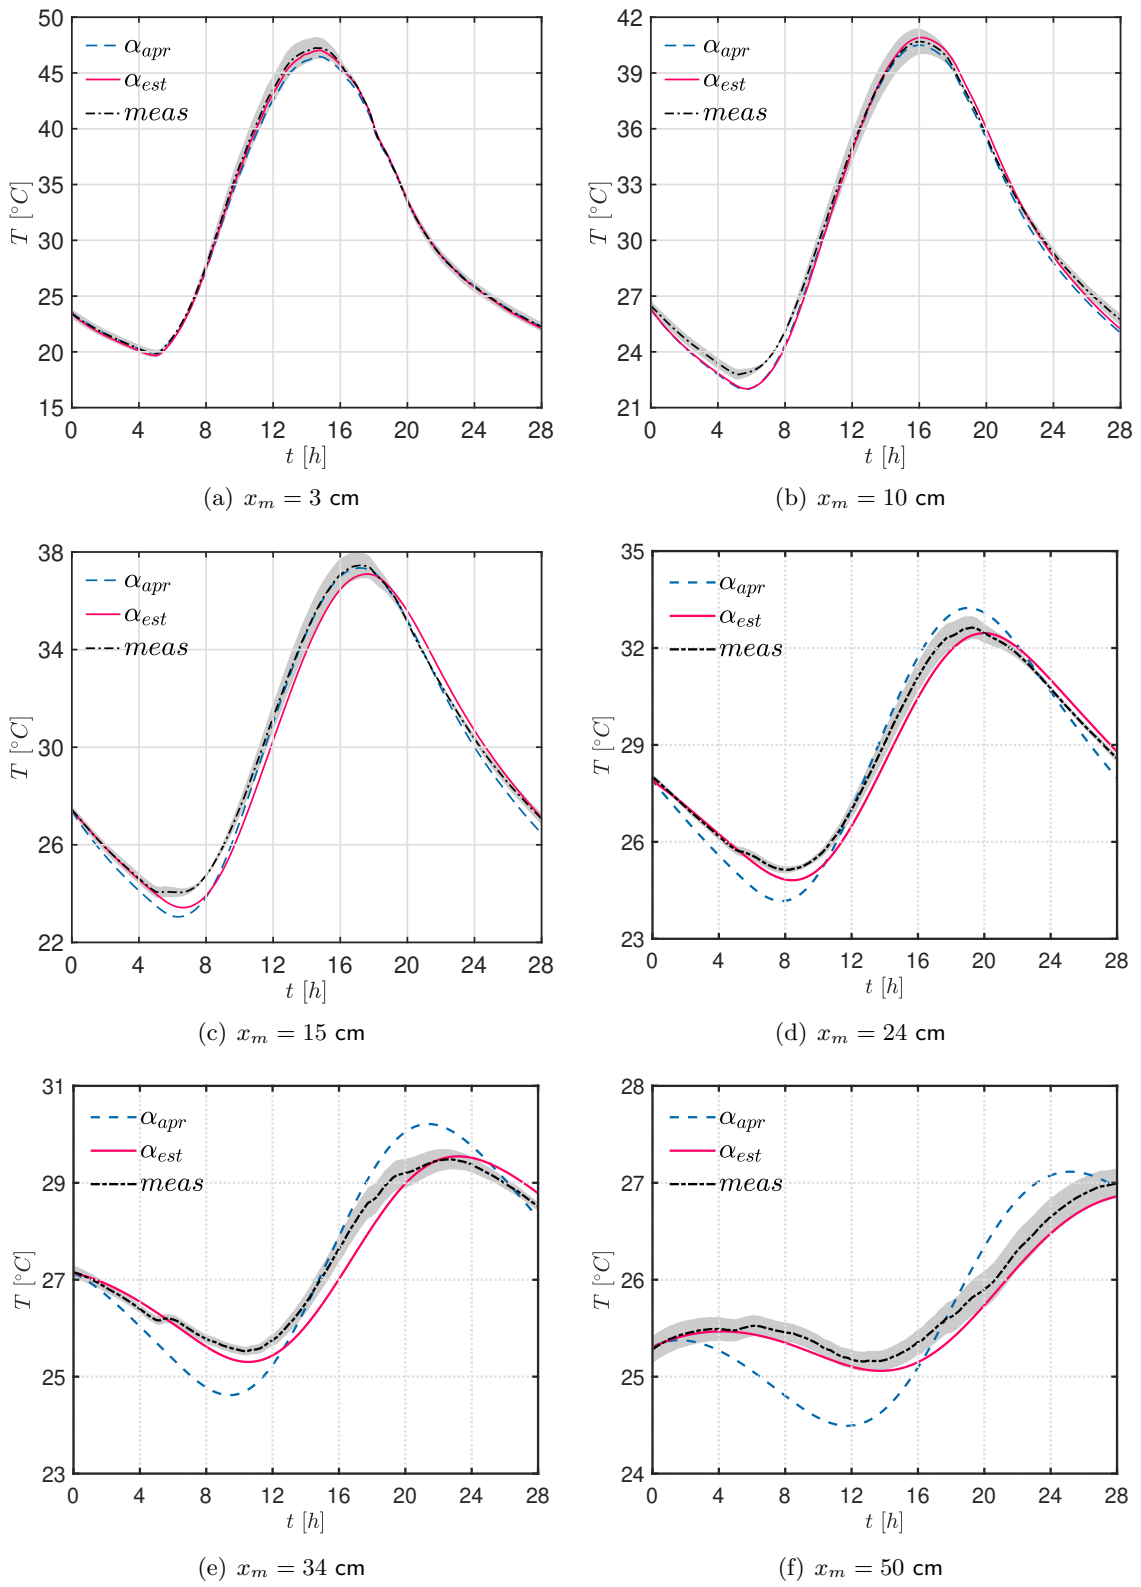 50
45
40
35
30
25
20
15
T [°C]
α_apr
α_est
meas
0 4 8 12 16 20 24 28
t [h]
(a) x_m = 3 cm
42
39
36
33
30
27
24
21
T [°C]
α_apr
α_est
meas
0 4 8 12 16 20 24 28
t [h]
(b) x_m = 10 cm
38
34
30
26
22
T [°C]
α_apr
α_est
meas
0 4 8 12 16 20 24 28
t [h]
(c) x_m = 15 cm
35
32
29
26
23
T [°C]
α_apr
α_est
meas
0 4 8 12 16 20 24 28
t [h]
(d) x_m = 24 cm
31
29
27
25
23
T [°C]
α_apr
α_est
meas
0 4 8 12 16 20 24 28
t [h]
(e) x_m = 34 cm
28
27
26
25
24
T [°C]
α_apr
α_est
meas
0 4 8 12 16 20 24 28
t [h]
(f) x_m = 50 cm